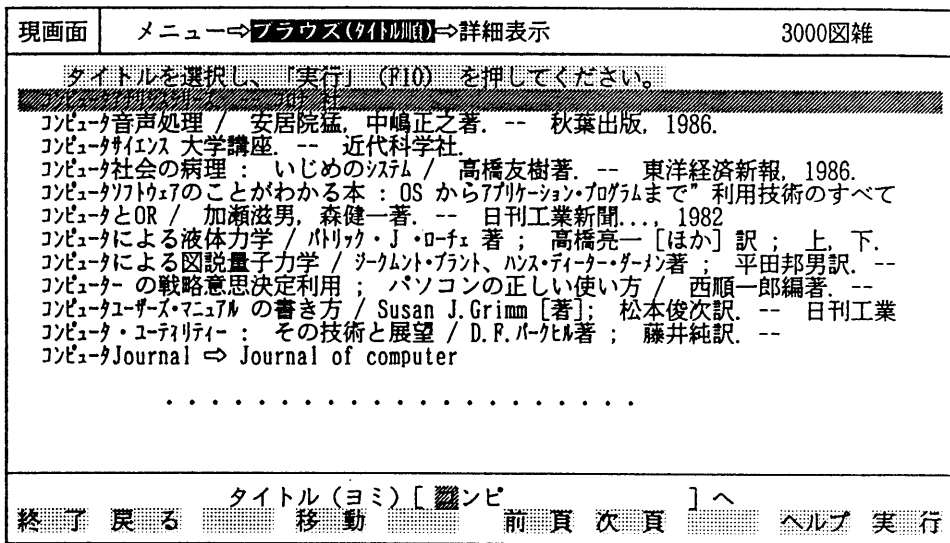 現画面 メニュー⇨ブラウズ(タイトル順)⇨詳細表示 3000図雑
タイトルを選択し、「実行」(F10) を押してください。
コンピュータ音声処理 / 安居院猛, 中嶋正之著. -- 秋葉出版, 1986.
コンピュータサイエンス 大学講座. -- 近代科学社.
コンピュータ社会の病理 : いじめのシステム / 高橋友樹著. -- 東洋経済新報, 1986.
コンピュータソフトウェアのことがわかる本 : OS からアプリケーション・プログラムまで” 利用技術のすべて
コンピュータとOR / 加瀬滋男, 森健一著. -- 日刊工業新聞..., 1982
コンピュータによる液体力学 / パトリック・J・ローチェ 著 ; 高橋亮一 [ほか] 訳 ; 上, 下.
コンピュータによる図説量子力学 / ジークムント・ブラント、ハンス・ディーター・ダーメン著 ; 平田邦男訳. --
コンピューター の戦略意思決定利用 ; パソコンの正しい使い方 / 西順一郎編著. --
コンピュータユーザーズ・マニュアル の書き方 / Susan J.Grimm [著]; 松本俊次訳. -- 日刊工業
コンピュータ・ユーティリティー : その技術と展望 / D.F.パークヒル著 ; 藤井純訳. --
コンピュータJournal ⇨ Journal of computer
. . . . . . . . . . . . . . . . . . . . . .
タイトル (ヨミ) [ コンピ ] へ
終 了 戻 る 移 動 前 頁 次 頁 ヘルプ 実 行